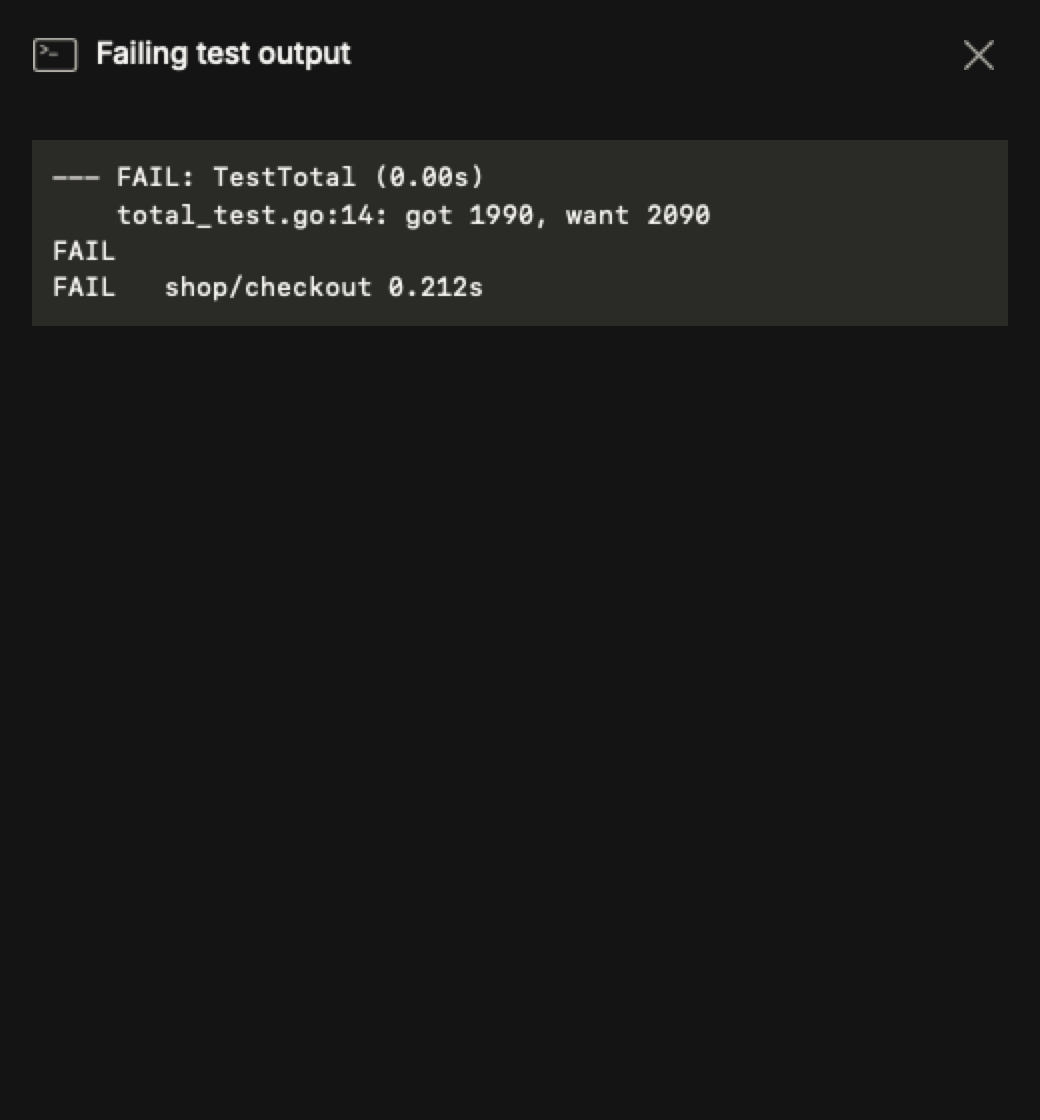 Failing test output
--- FAIL: TestTotal (0.00s)
    total_test.go:14: got 1990, want 2090
FAIL
FAIL   shop/checkout 0.212s